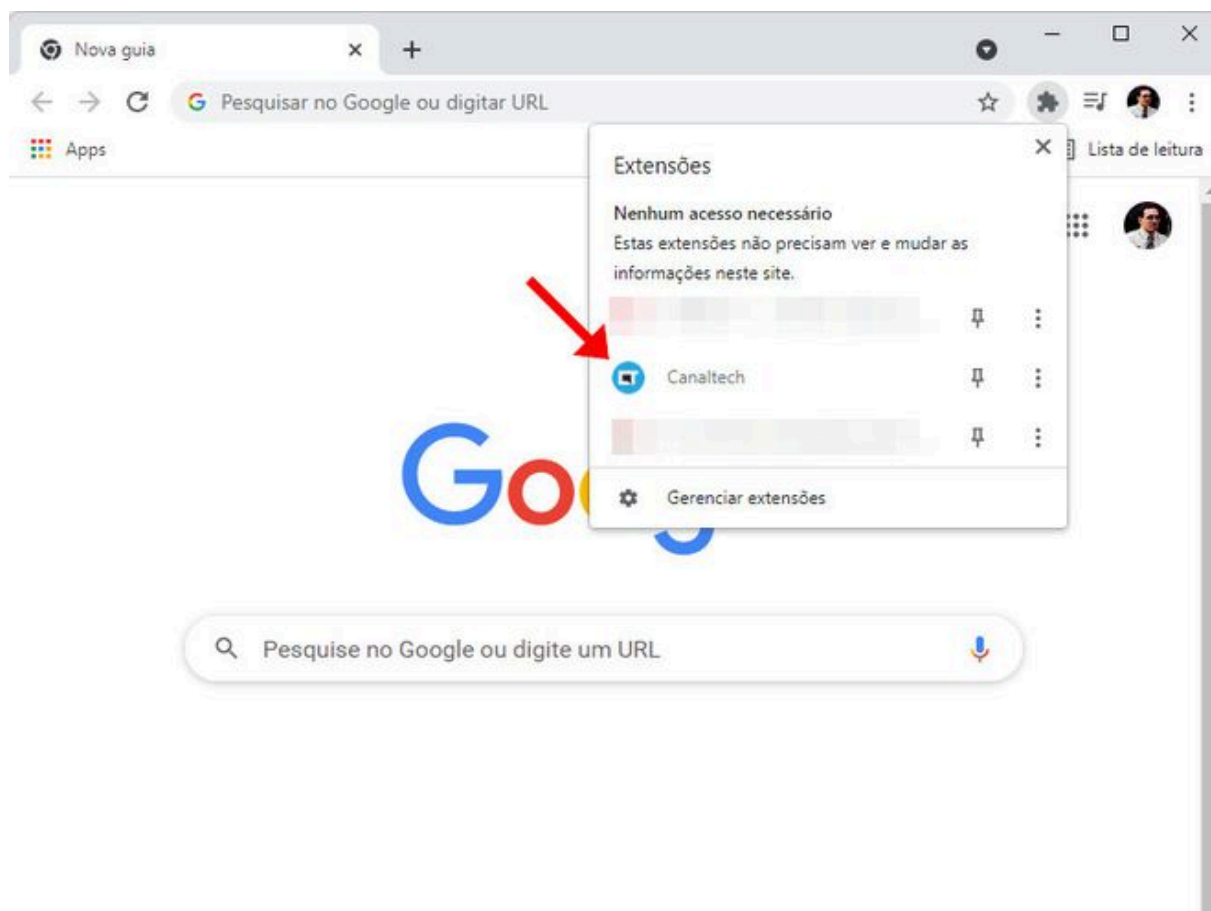 Nova guia
Pesquisar no Google ou digitar URL
Apps
Lista de leitura
Extensões
Nenhum acesso necessário
Estas extensões não precisam ver e mudar as
informações neste site.
Canaltech
Gerenciar extensões
Goo
Pesquise no Google ou digite um URL